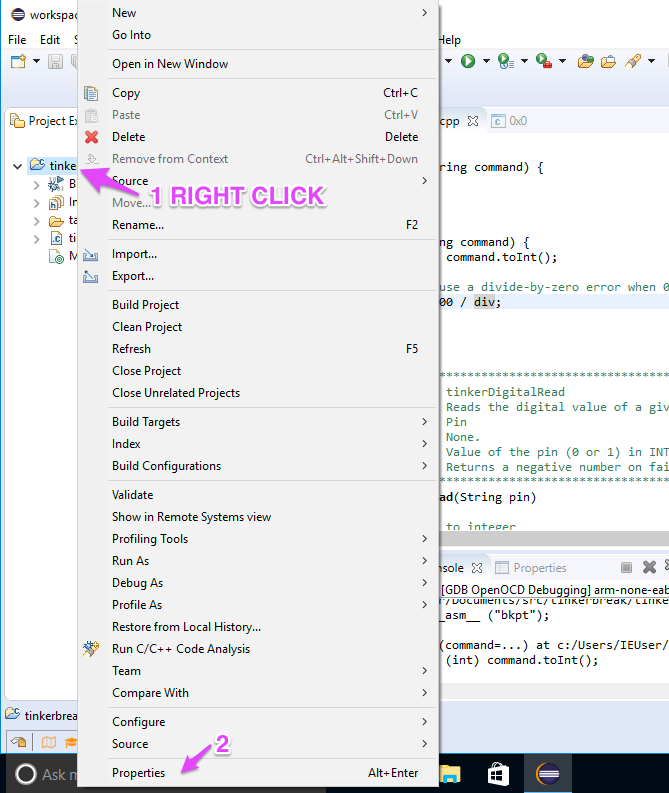 workspac
File Edit
Help
Project Ex
tinke
B
In
ta
ti
M
New
Go Into
Open in New Window
Copy Ctrl+C
Paste Ctrl+V
Delete Delete
Remove from Context Ctrl+Alt+Shift+Down
Source
Move...
Rename... F2
Import...
Export...
Build Project
Clean Project
Refresh F5
Close Project
Close Unrelated Projects
Build Targets
Index
Build Configurations
Validate
Show in Remote Systems view
Profiling Tools
Run As
Debug As
Profile As
Restore from Local History...
Run C/C++ Code Analysis
Team
Compare With
Configure
Source
Properties Alt+Enter
1 RIGHT CLICK
2
cpp 0x0
ring command) {
ng command) {
command.toInt();
use a divide-by-zero error when 0
00 / div;
*********************************
tinkerDigitalRead
Reads the digital value of a giv
Pin
None.
Value of the pin (0 or 1) in INT
Returns a negative number on fai
*********************************
ad(String pin)
to integer
nsole Properties
[GDB OpenOCD Debugging] arm-none-eab
r/Documents/src/tinkerbreak/tinke
_asm__ ("bkpt");
(command=...) at c:/Users/IEUser/
(int) command.toInt();
tinkerbrea
Ask m